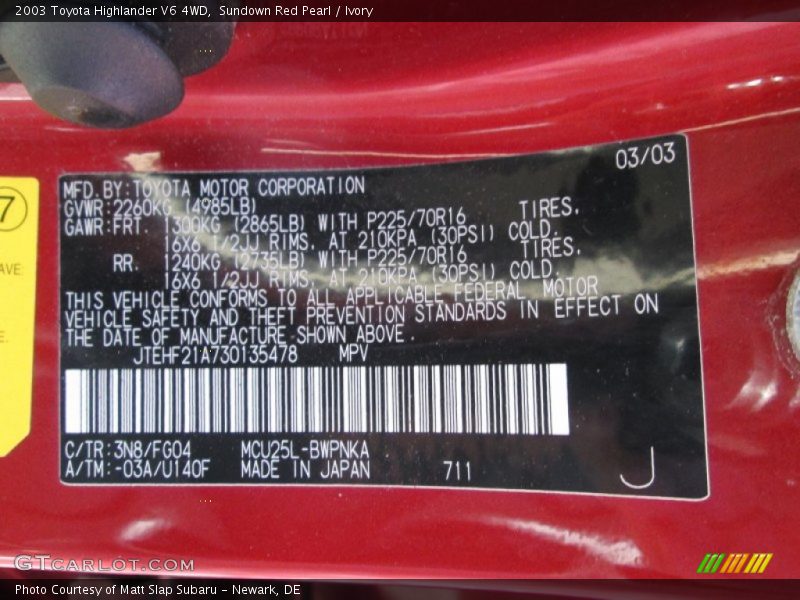 2003 Toyota Highlander V6 4WD, Sundown Red Pearl / Ivory
03/03
MFD. BY: TOYOTA MOTOR CORPORATION
GVWR: 2260KG (4985LB)
GAWR: FRT. 1300KG (2865LB) WITH P225/70R16 TIRES.
16X6 1/2JJ RIMS, AT 210KPA (30PSI) COLD.
RR. 1240KG (2735LB) WITH P225/70R16 TIRES.
16X6 1/2JJ RIMS, AT 210KPA (30PSI) COLD.
THIS VEHICLE CONFORMS TO ALL APPLICABLE FEDERAL MOTOR
VEHICLE SAFETY AND THEFT PREVENTION STANDARDS IN EFFECT ON
THE DATE OF MANUFACTURE SHOWN ABOVE.
JTEHF21A730135478 MPV
C/TR: 3N8/FG04 MCU25L-BWPNKA
A/TM: -03A/U140F MADE IN JAPAN 711
J
7
AVE
E
GTCARLOT.COM
Photo Courtesy of Matt Slap Subaru - Newark, DE